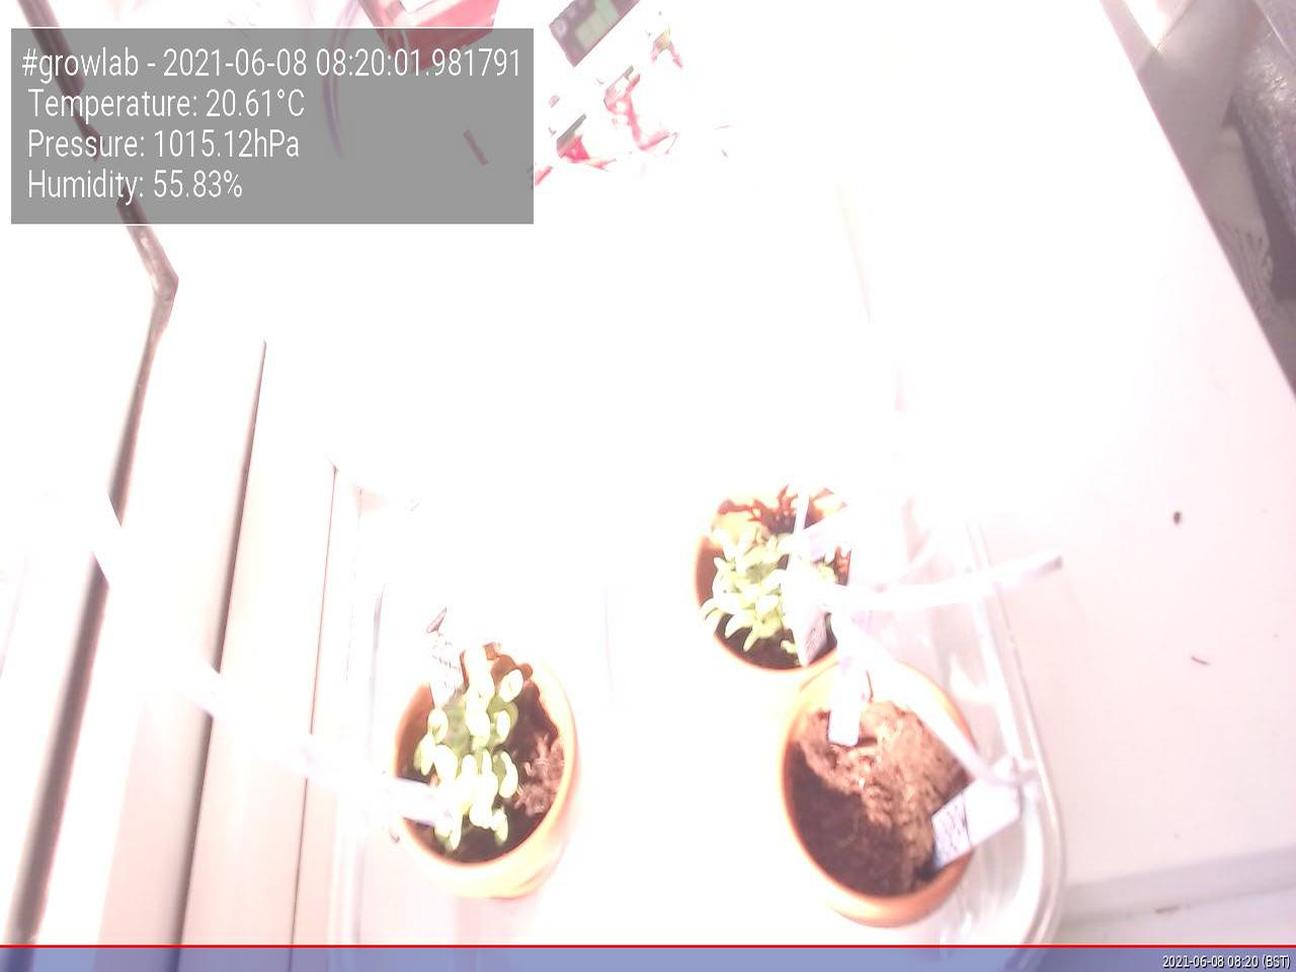 #growlab - 2021-06-08 08:20:01.981791
Temperature: 20.61°C
Pressure: 1015.12hPa
Humidity: 55.83%
2021-06-08 08:20 (BST)